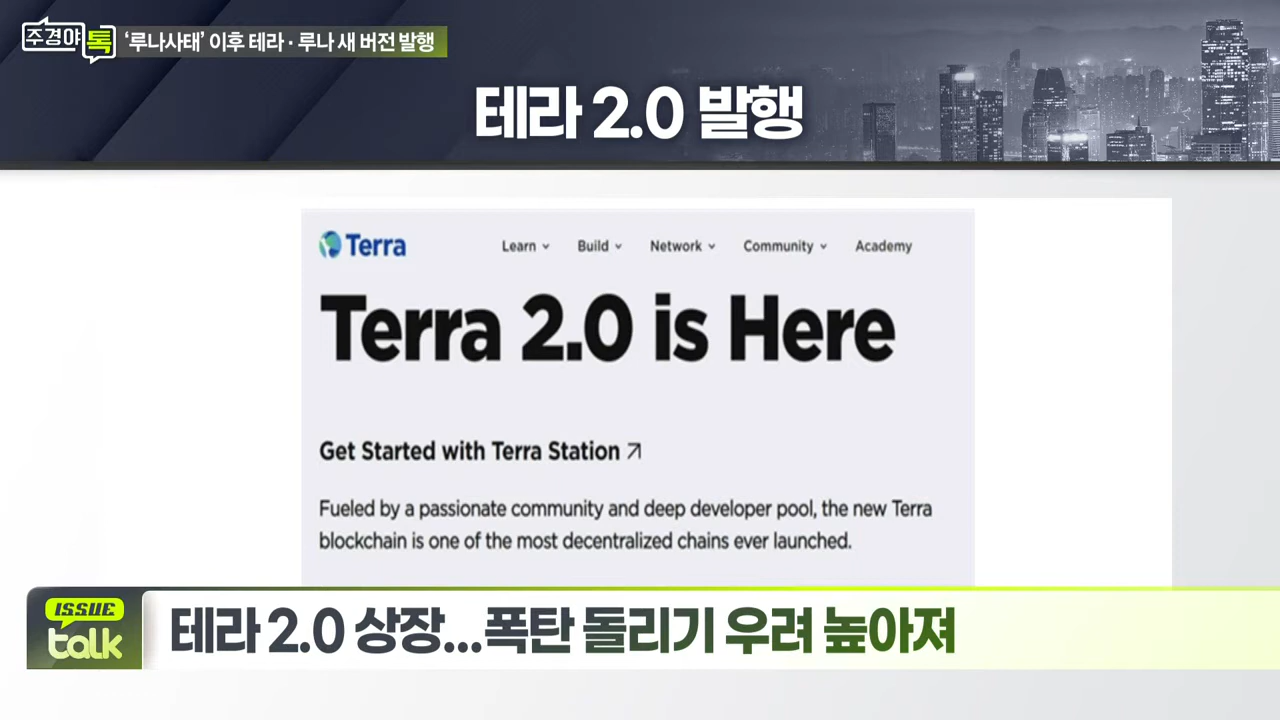 주경야톡
‘루나사태’ 이후 테라·루나 새 버전 발행
테라 2.0 발행
Terra
Learn Build Network Community Academy
Terra 2.0 is Here
Get Started with Terra Station ↗
Fueled by a passionate community and deep developer pool, the new Terra
blockchain is one of the most decentralized chains ever launched.
ISSUE
talk
테라 2.0 상장...폭탄 돌리기 우려 높아져